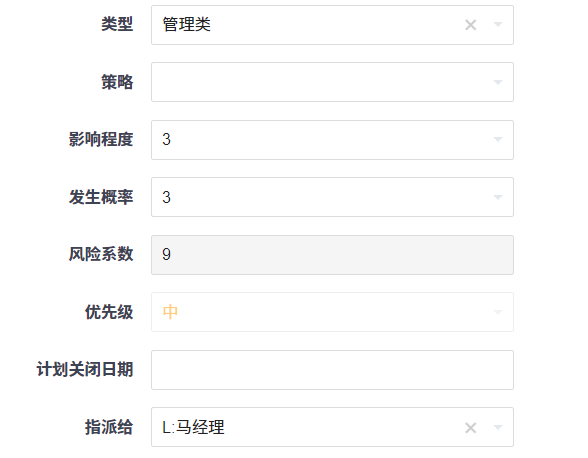 类型 管理类
策略
影响程度 3
发生概率 3
风险系数 9
优先级 中
计划关闭日期
指派给 L:马经理